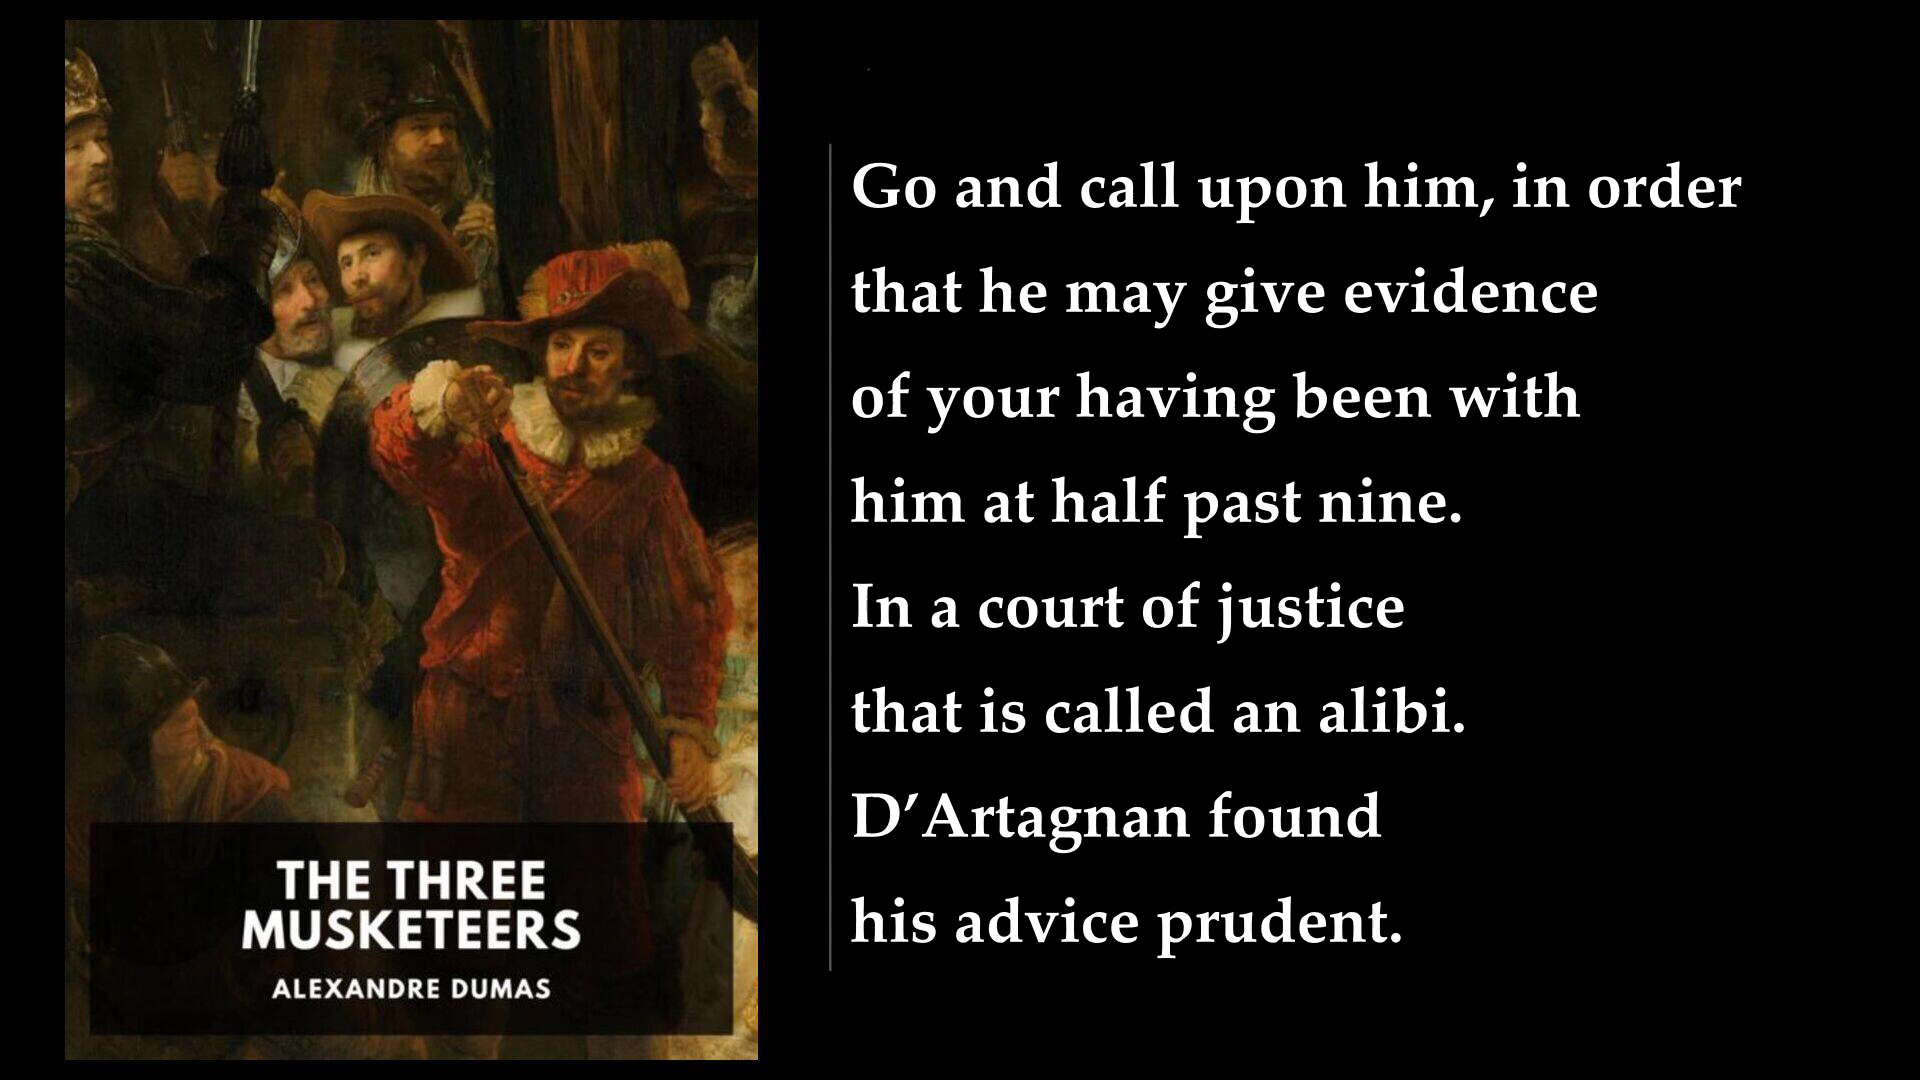 THE THREE
MUSKETEERS
ALEXANDRE DUMAS
Go and call upon him, in order
that he may give evidence
of your having been with
him at half past nine.
In a court of justice
that is called an alibi.
D’Artagnan found
his advice prudent.